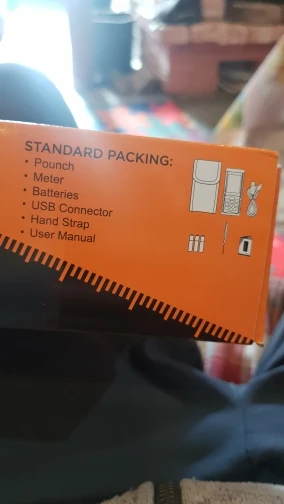 STANDARD PACKING:
• Pounch
• Meter
• Batteries
• USB Connector
• Hand Strap
• User Manual